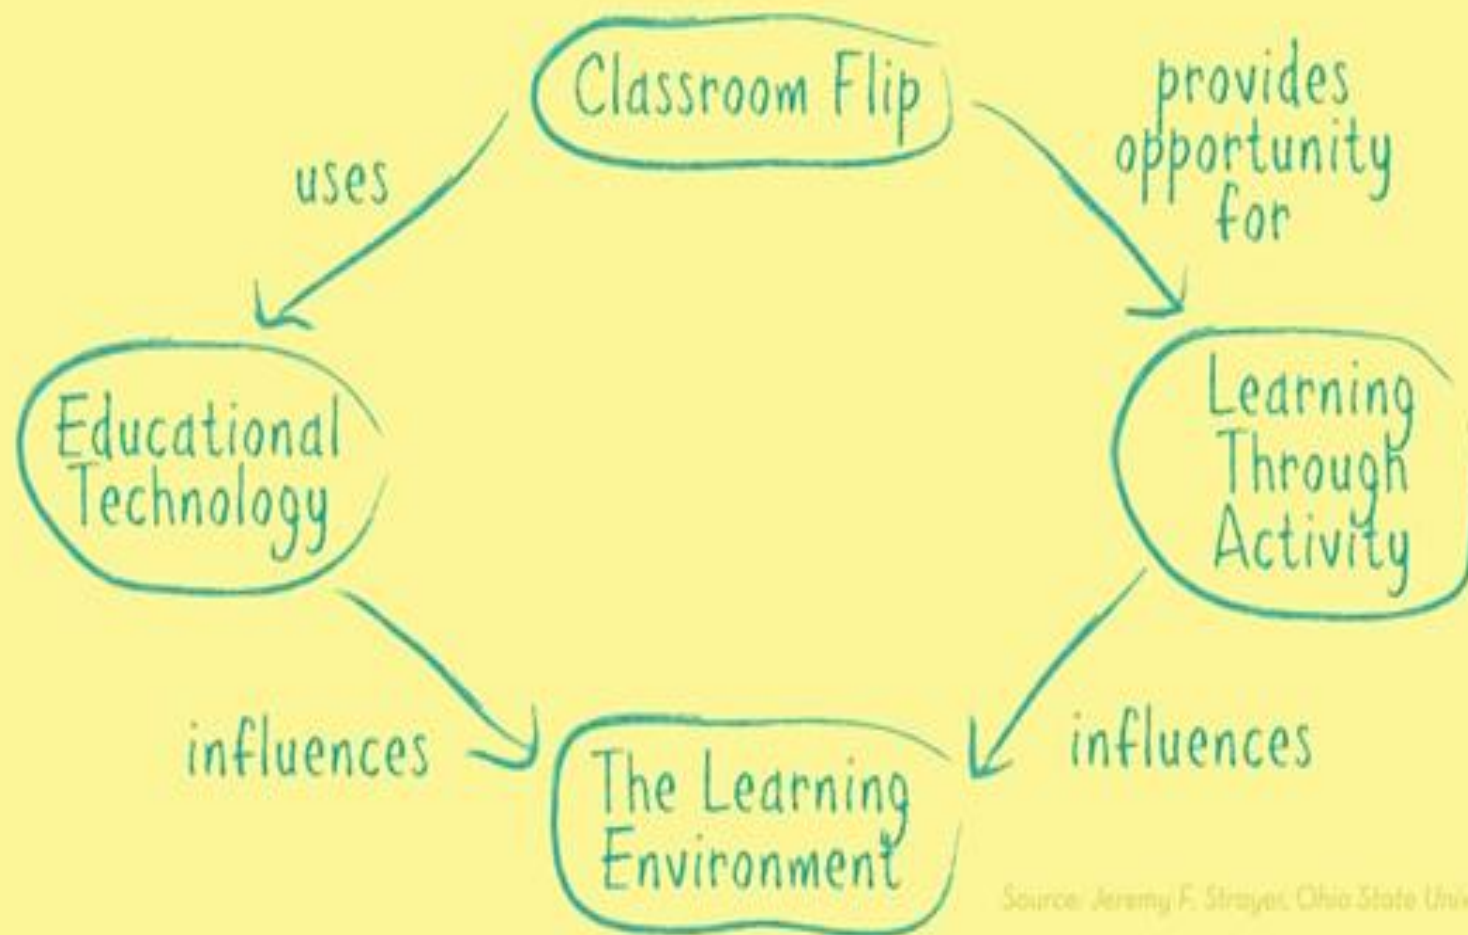 Classroom Flip
provides
opportunity
for
uses
Educational
Technology
Learning
Through
Activity
influences
influences
The Learning
Environment
Source: Jeremy F. Strayer, Ohio State Univ